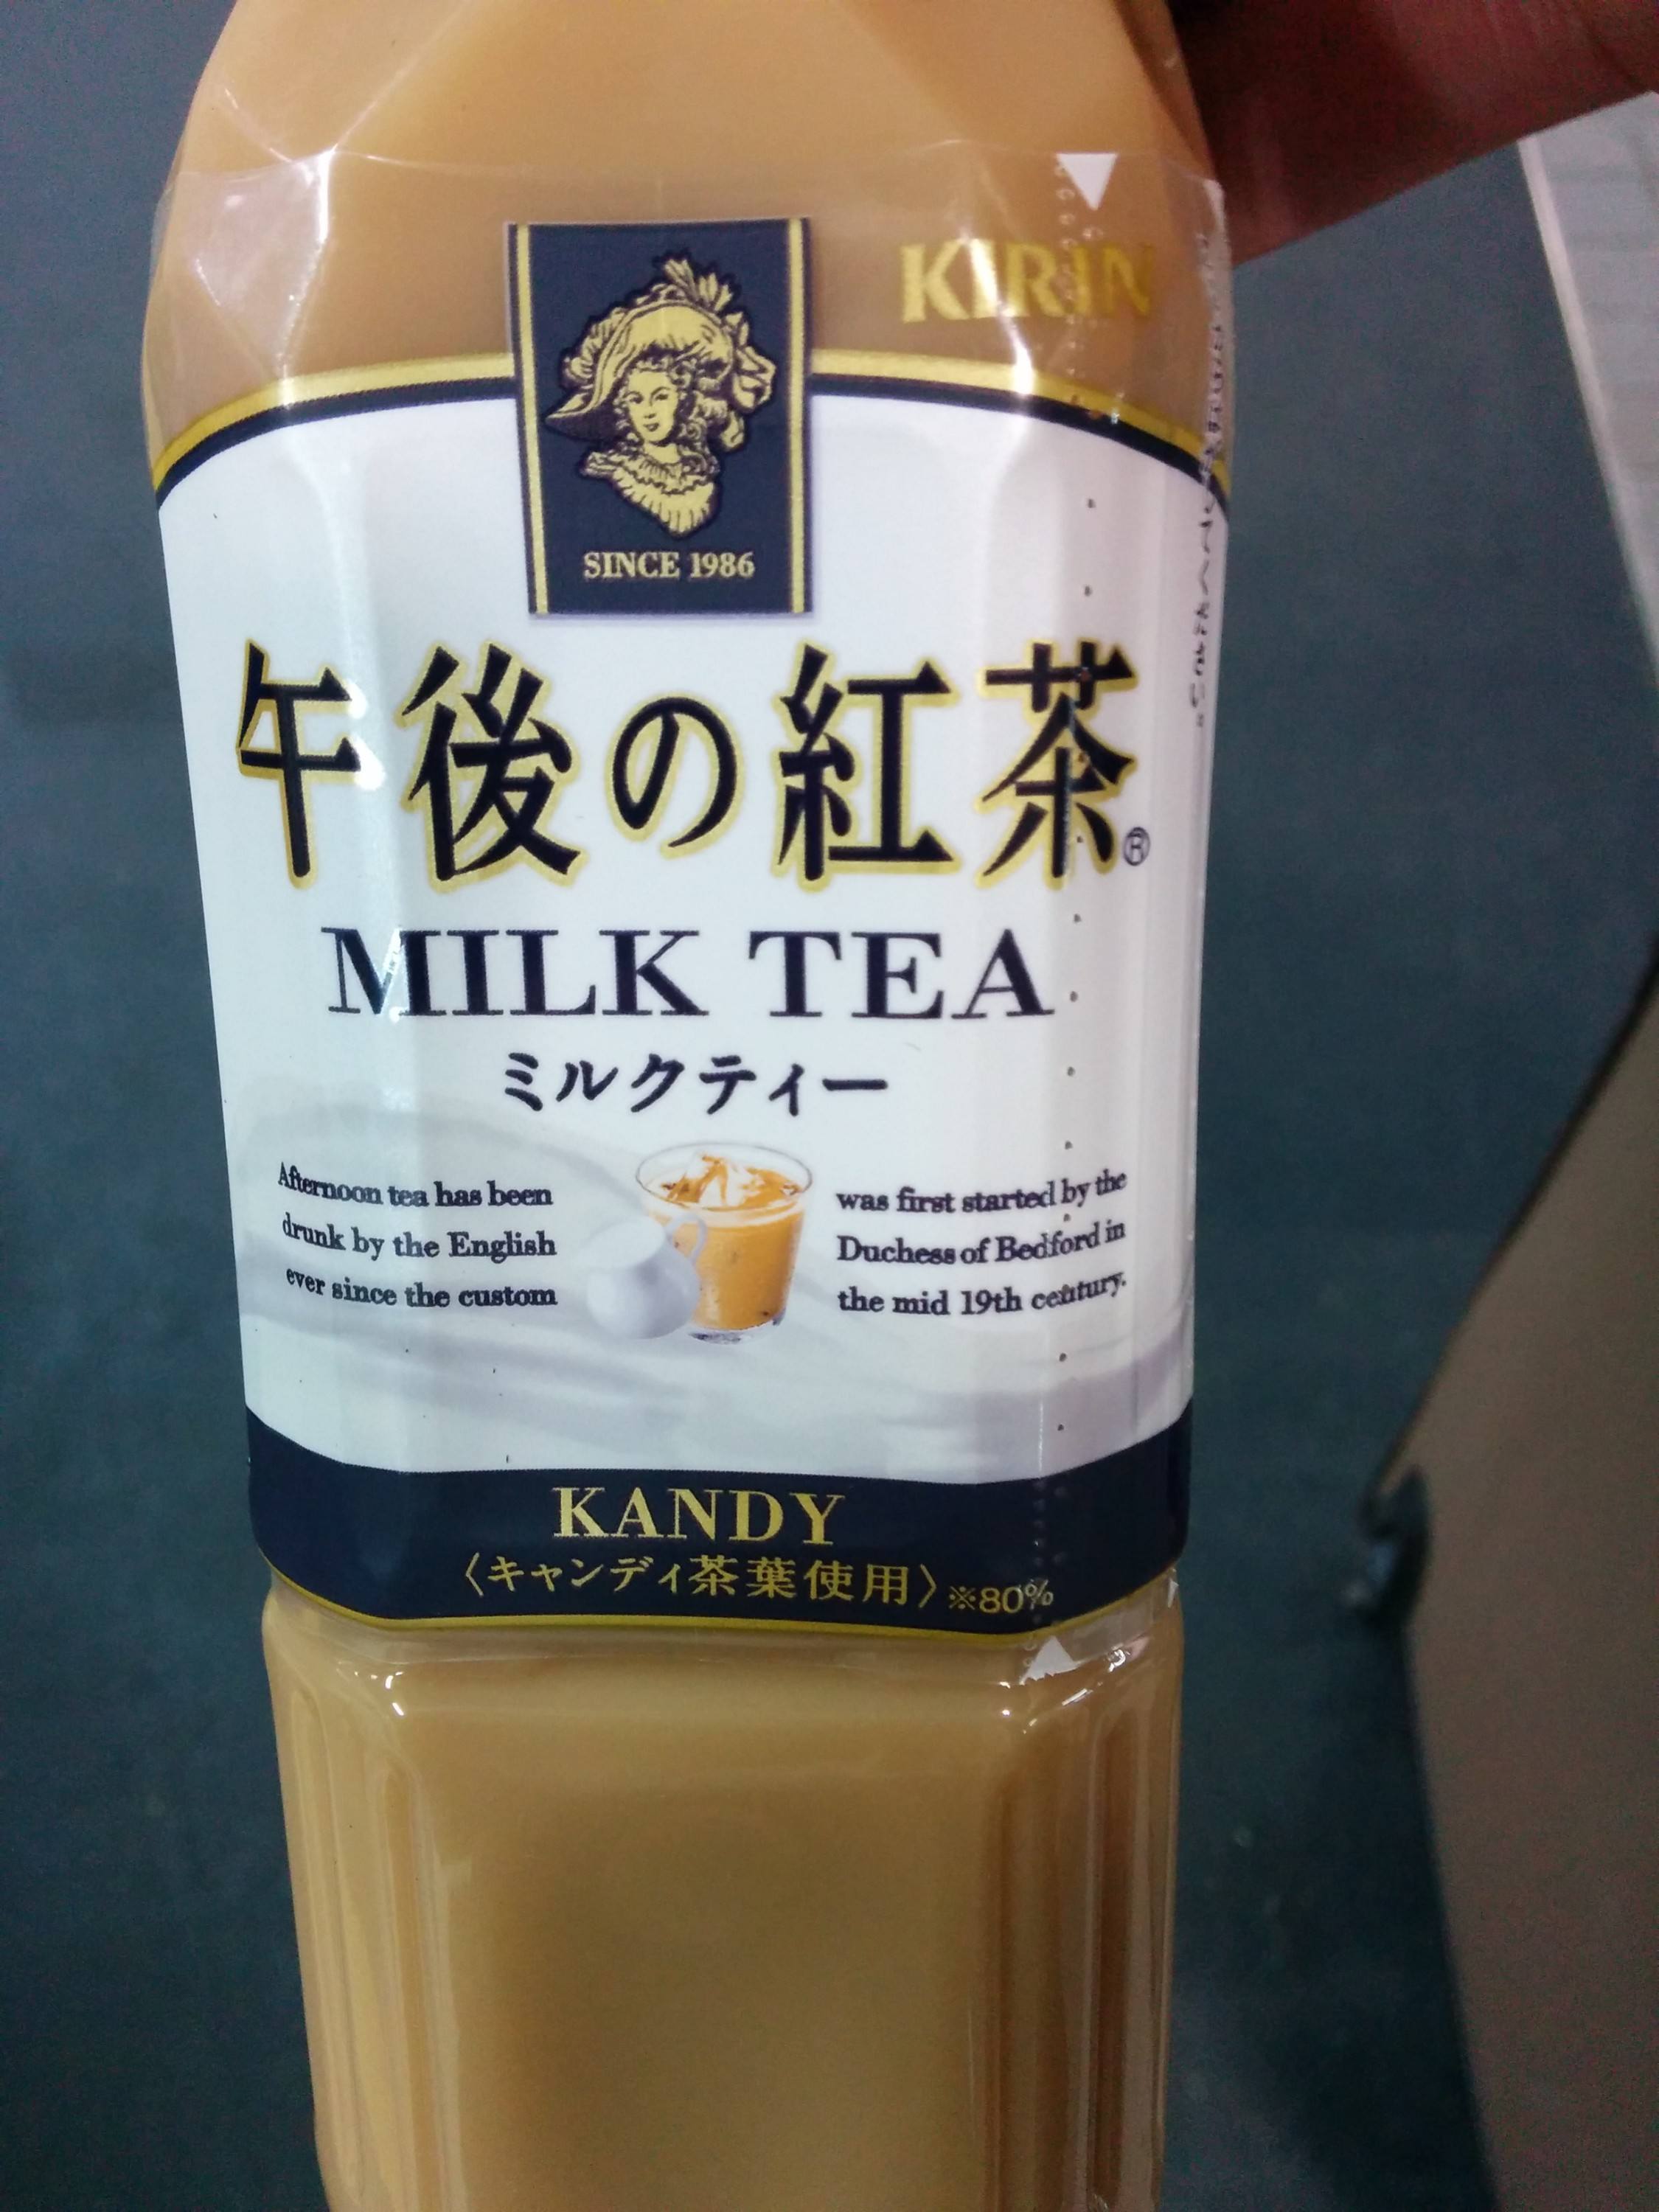 KIRIN
SINCE 1986
午後の紅茶®
MILK TEA
ミルクティー
Afternoon tea has been
drunk by the English
ever since the custom
was first started by the
Duchess of Bedford in
the mid 19th century.
KANDY
〈キャンディ茶葉使用〉※80%